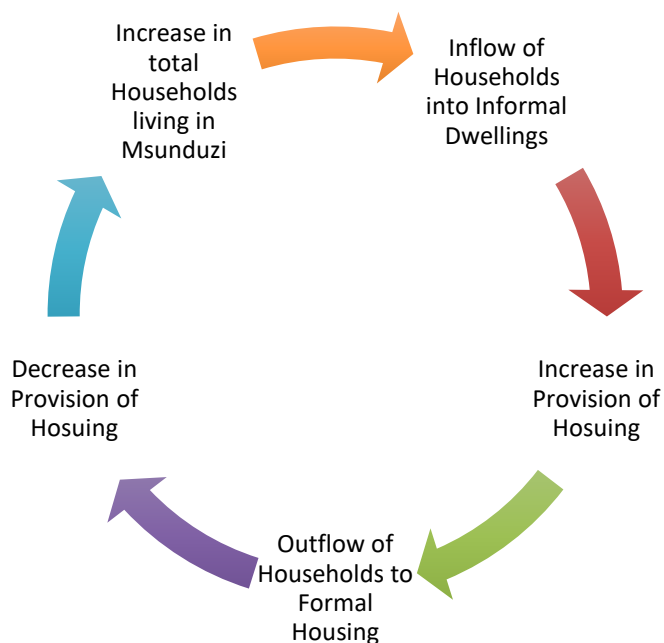 Increase in
total
Households
living in
Msunduzi
Inflow of
Households
into Informal
Dwellings
Increase in
Provision of
Hosuing
Outflow of
Households to
Formal
Housing
Decrease in
Provision of
Hosuing